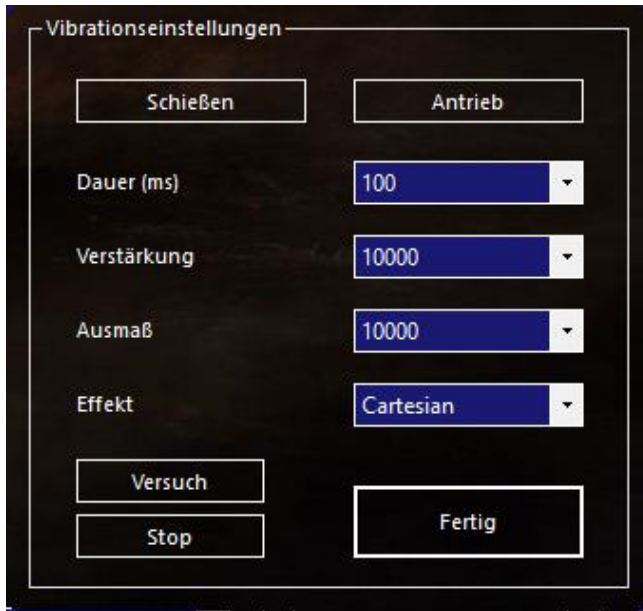 Vibrationseinstellungen
Schießen Antrieb
Dauer (ms) 100
Verstärkung 10000
Ausmaß 10000
Effekt Cartesian
Versuch
Fertig
Stop